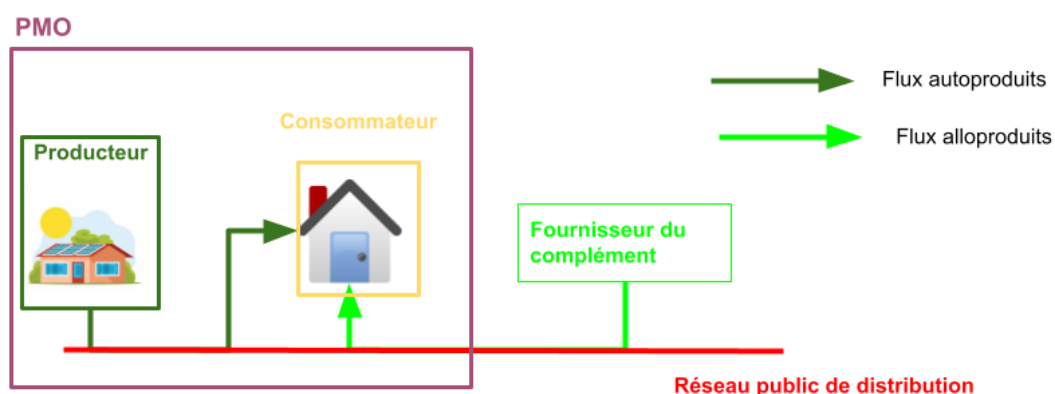 PMO
Flux autoproduits
Consommateur
Flux alloproduits
Producteur
Fournisseur du
complément
Réseau public de distribution